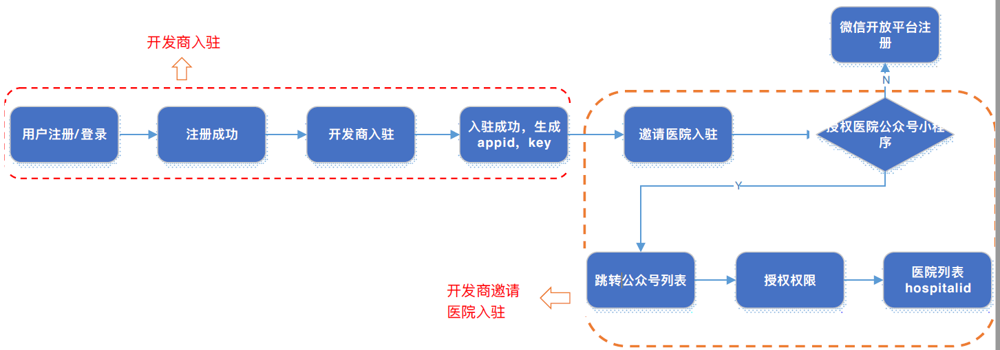 微信开放平台注
册
开发商入驻
N
用户注册/登录
注册成功
开发商入驻
入驻成功，生成
appid，key
邀请医院入驻
授权医院公众号小程
序
Y
跳转公众号列表
授权权限
医院列表
hospitalid
开发商邀请
医院入驻